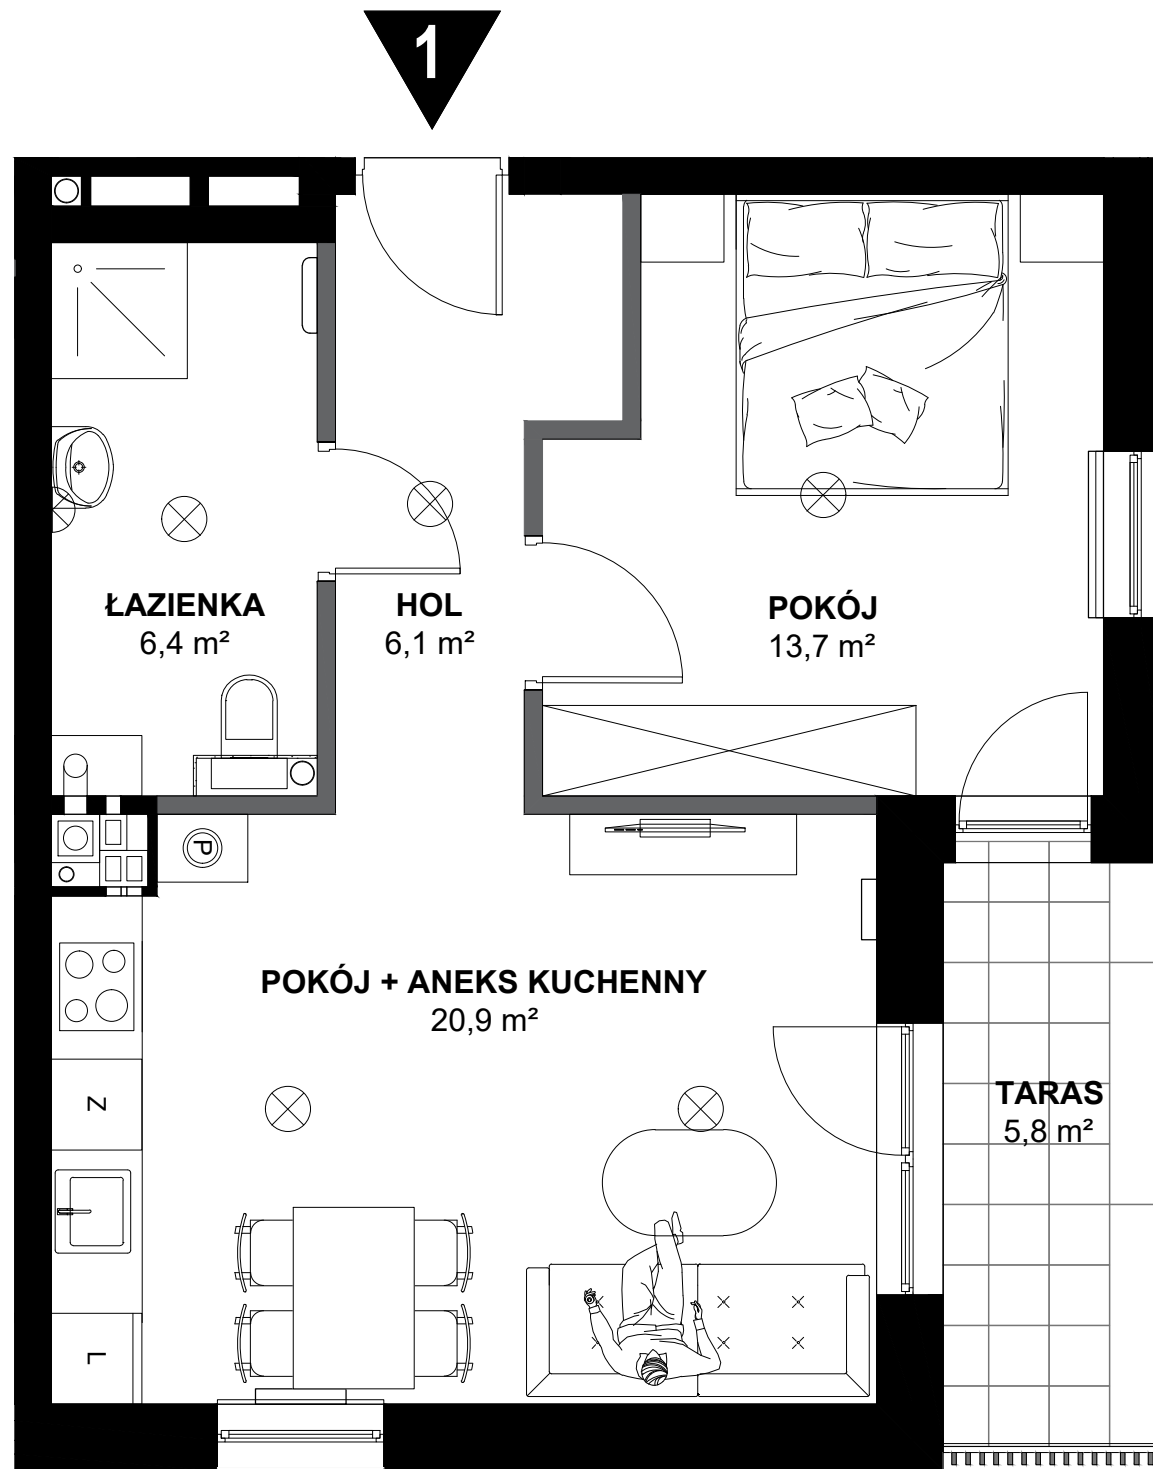 1
ŁAZIENKA
6,4 m²
HOL
6,1 m²
POKÓJ
13,7 m²
P
POKÓJ + ANEKS KUCHENNY
20,9 m²
Z
TARAS
5,8 m²
L